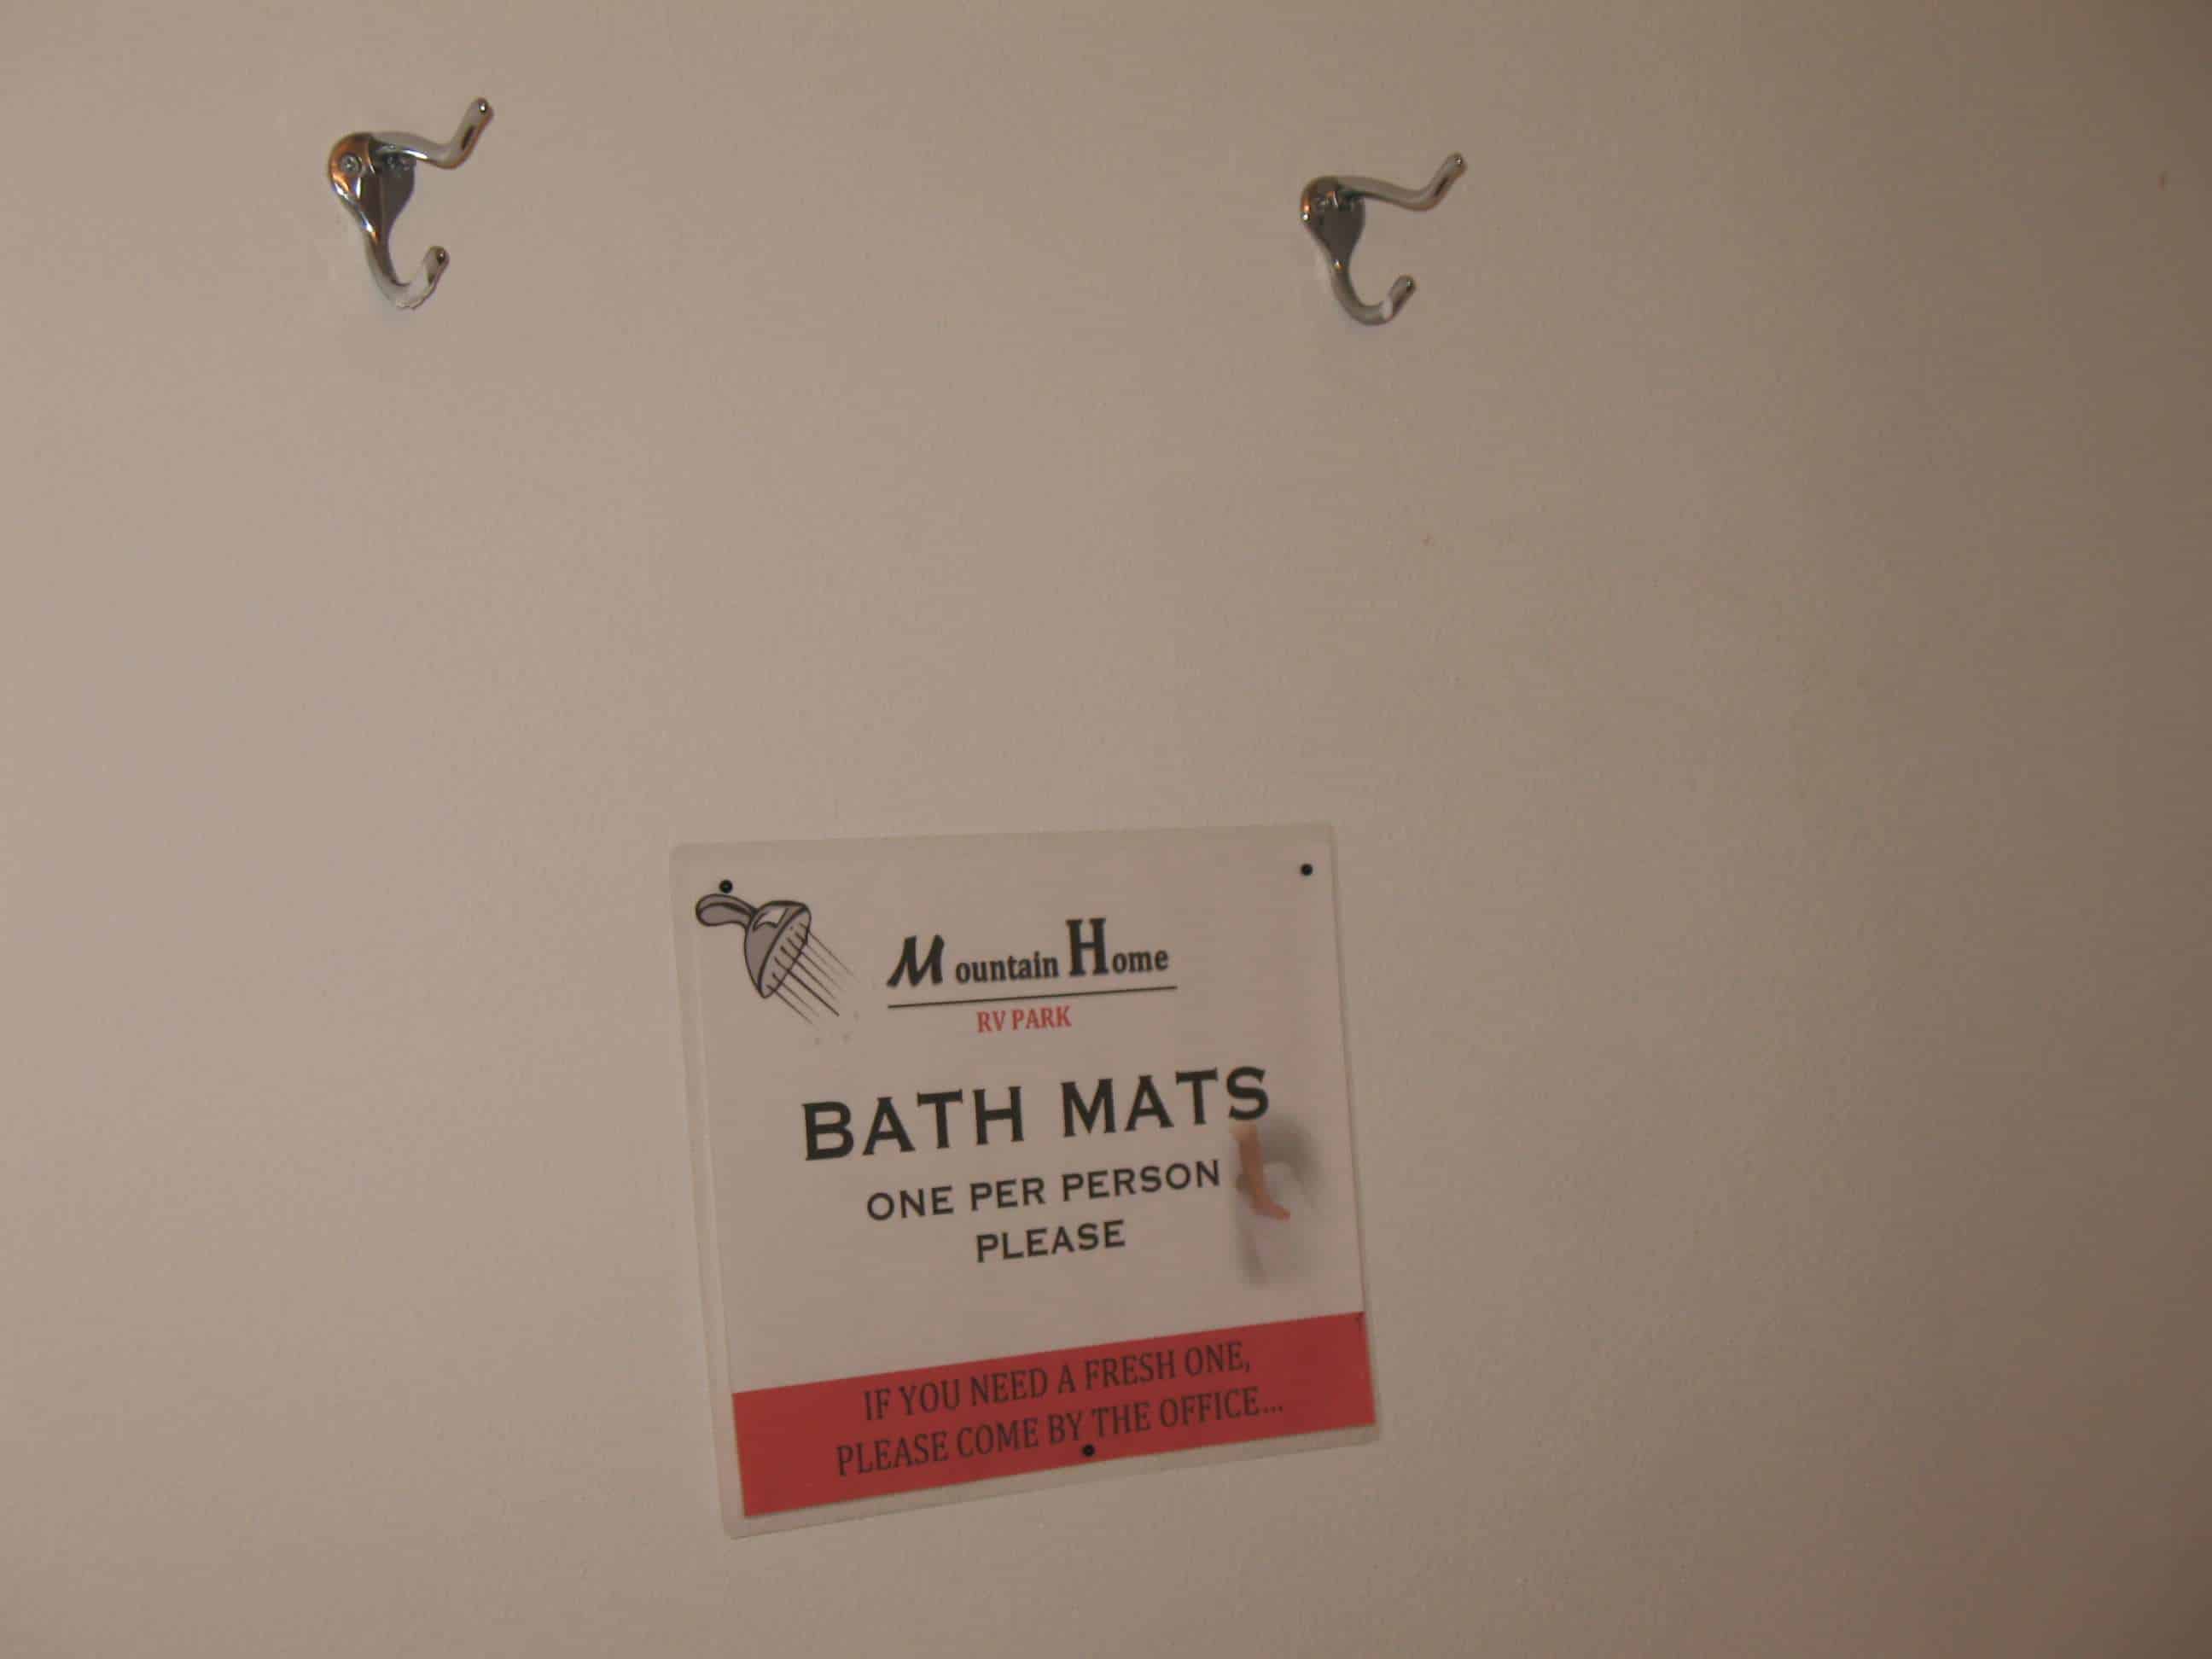 Mountain Home
RV PARK
BATH MATS
ONE PER PERSON
PLEASE
IF YOU NEED A FRESH ONE,
PLEASE COME BY THE OFFICE...